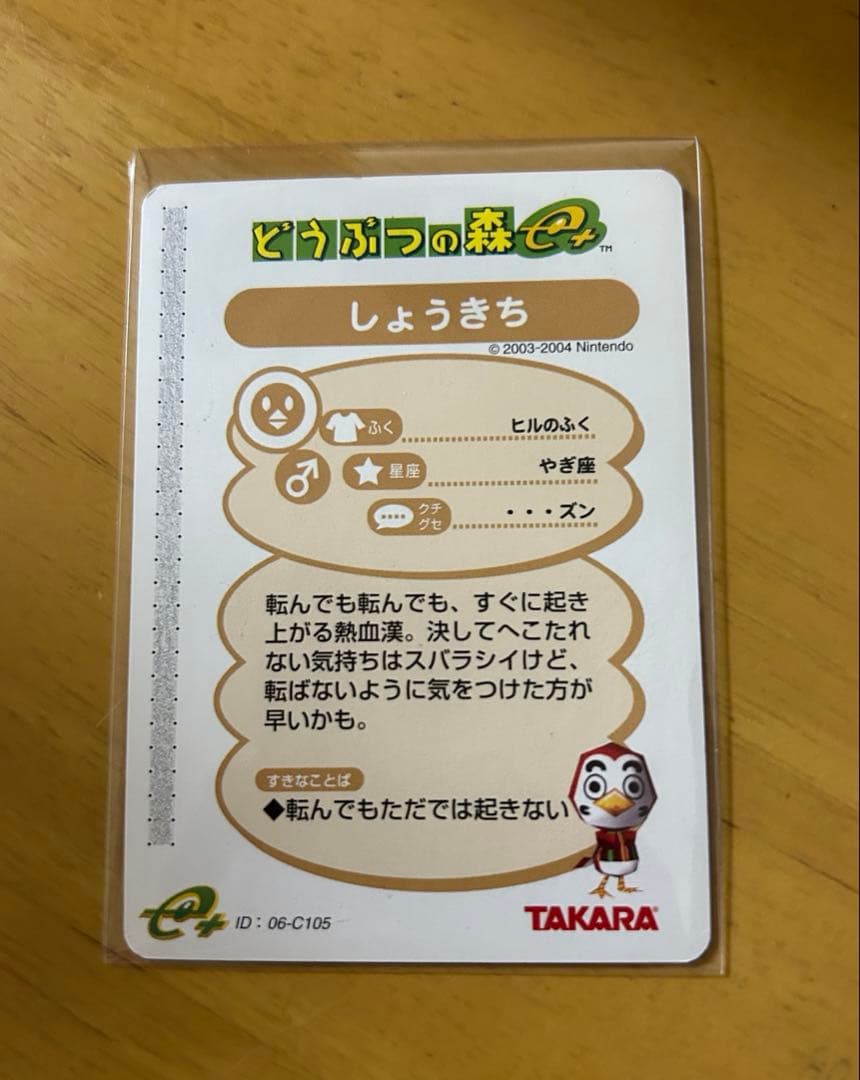 どうぶつの森e+™
しょうきち
© 2003-2004 Nintendo
ふく ヒルのふく
星座 やぎ座
クチグセ ・・・ズン
転んでも転んでも、すぐに起き
上がる熱血漢。決してへこたれ
ない気持ちはスバラシイけど、
転ばないように気をつけた方が
早いかも。
すきなことば
◆転んでもただでは起きない
e+ ID：06-C105
TAKARA®